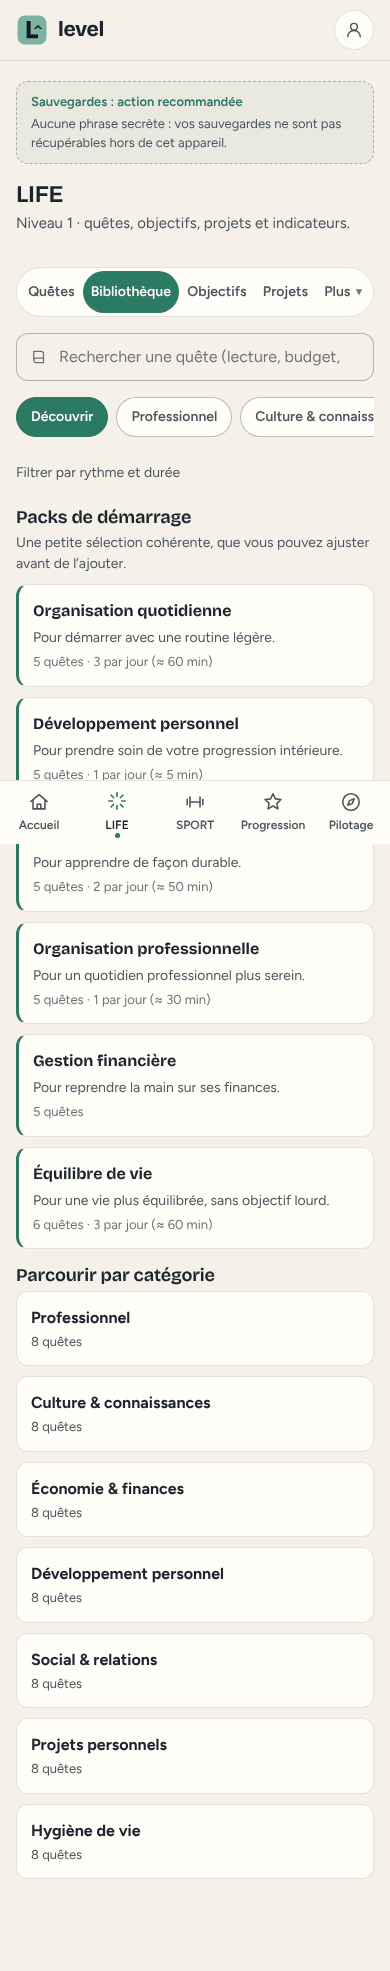 level
Sauvegardes : action recommandée
Aucune phrase secrète : vos sauvegardes ne sont pas
récupérables hors de cet appareil.
LIFE
Niveau 1 · quêtes, objectifs, projets et indicateurs.
Quêtes Bibliothèque Objectifs Projets Plus ▾
Rechercher une quête (lecture, budget,
Découvrir Professionnel Culture & connaiss
Filtrer par rythme et durée
Packs de démarrage
Une petite sélection cohérente, que vous pouvez ajuster
avant de l’ajouter.
Organisation quotidienne
Pour démarrer avec une routine légère.
5 quêtes · 3 par jour (≈ 60 min)
Développement personnel
Pour prendre soin de votre progression intérieure.
5 quêtes · 1 par jour (≈ 5 min)
Accueil LIFE SPORT Progression Pilotage
Pour apprendre de façon durable.
5 quêtes · 2 par jour (≈ 50 min)
Organisation professionnelle
Pour un quotidien professionnel plus serein.
5 quêtes · 1 par jour (≈ 30 min)
Gestion financière
Pour reprendre la main sur ses finances.
5 quêtes
Équilibre de vie
Pour une vie plus équilibrée, sans objectif lourd.
6 quêtes · 3 par jour (≈ 60 min)
Parcourir par catégorie
Professionnel
8 quêtes
Culture & connaissances
8 quêtes
Économie & finances
8 quêtes
Développement personnel
8 quêtes
Social & relations
8 quêtes
Projets personnels
8 quêtes
Hygiène de vie
8 quêtes